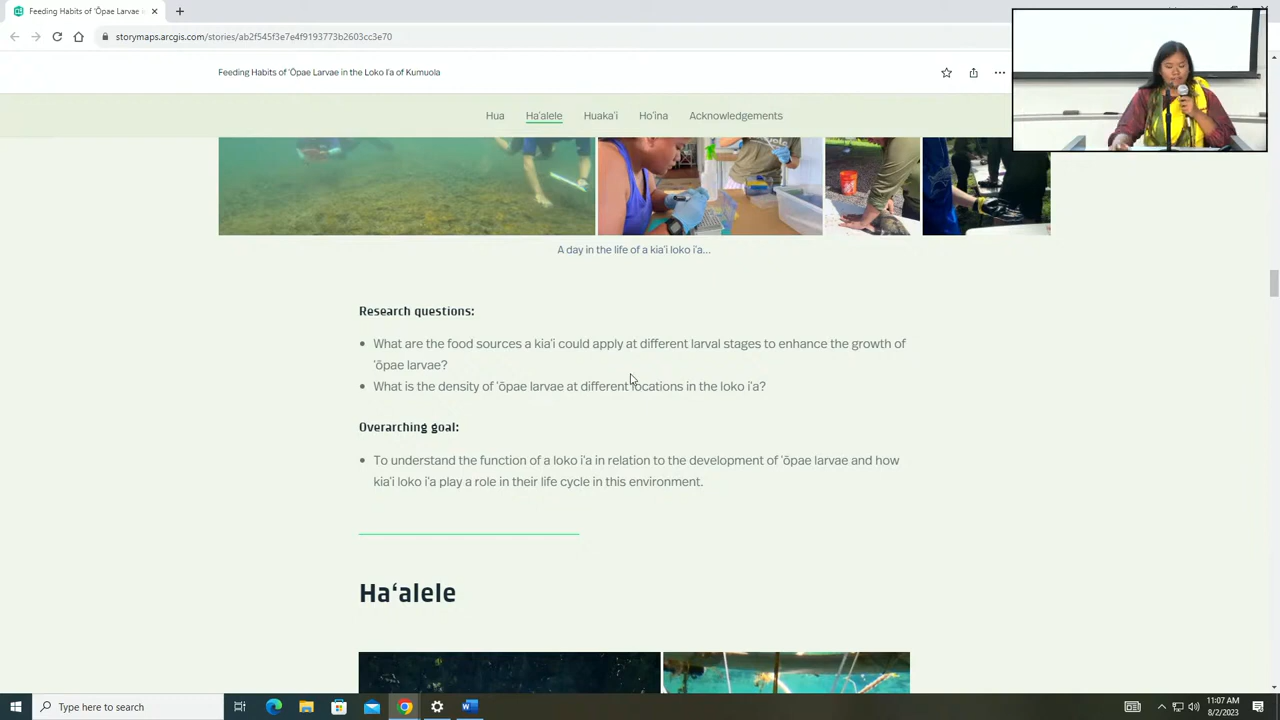 Feeding Habits of ʻŌpae Larvae in
storymaps.arcgis.com/stories/ab2f545f3e7e4f9193773b2603cc3e70
Feeding Habits of ʻŌpae Larvae in the Loko Iʻa of Kumuola
Hua
Haʻalele
Huakaʻi
Hoʻina
Acknowledgements
A day in the life of a kiaʻi loko iʻa...
Research questions:
• What are the food sources a kiaʻi could apply at different larval stages to enhance the growth of
ʻōpae larvae?
• What is the density of ʻōpae larvae at different locations in the loko iʻa?
Overarching goal:
• To understand the function of a loko iʻa in relation to the development of ʻōpae larvae and how
kiaʻi loko iʻa play a role in their life cycle in this environment.
Haʻalele
Type here to search
11:07 AM
8/2/2023